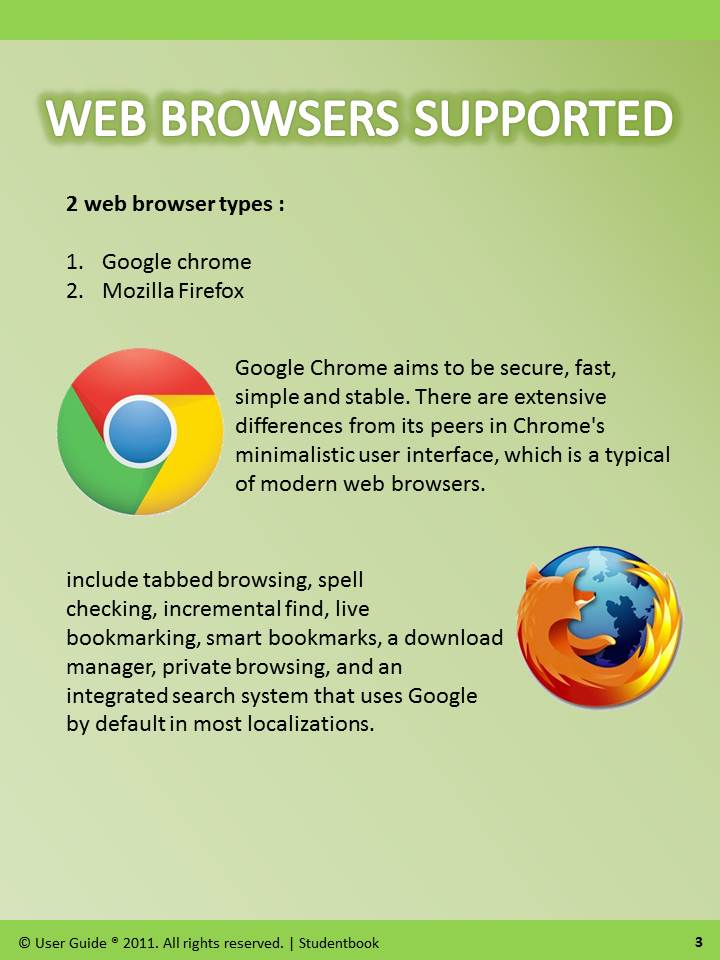 WEB BROWSERS SUPPORTED
2 web browser types :
1. Google chrome
2. Mozilla Firefox
Google Chrome aims to be secure, fast,
simple and stable. There are extensive
differences from its peers in Chrome's
minimalistic user interface, which is a typical
of modern web browsers.
include tabbed browsing, spell
checking, incremental find, live
bookmarking, smart bookmarks, a download
manager, private browsing, and an
integrated search system that uses Google
by default in most localizations.
© User Guide ® 2011. All rights reserved. | Studentbook
3